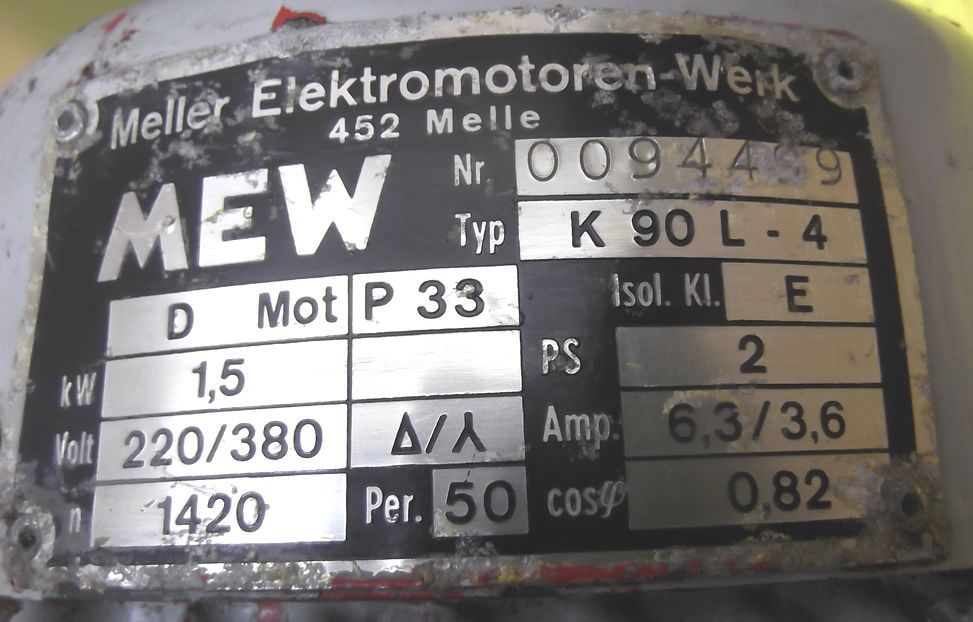 Meller Elektromotoren-Werk
452 Melle
MEW
Nr.
Typ K 90 L - 4
D Mot P 33 Isol. Kl. E
kW 1,5 PS 2
Volt 220/380 Δ/⅄ Amp. 6,3/3,6
n 1420 Per. 50 cosφ 0,82